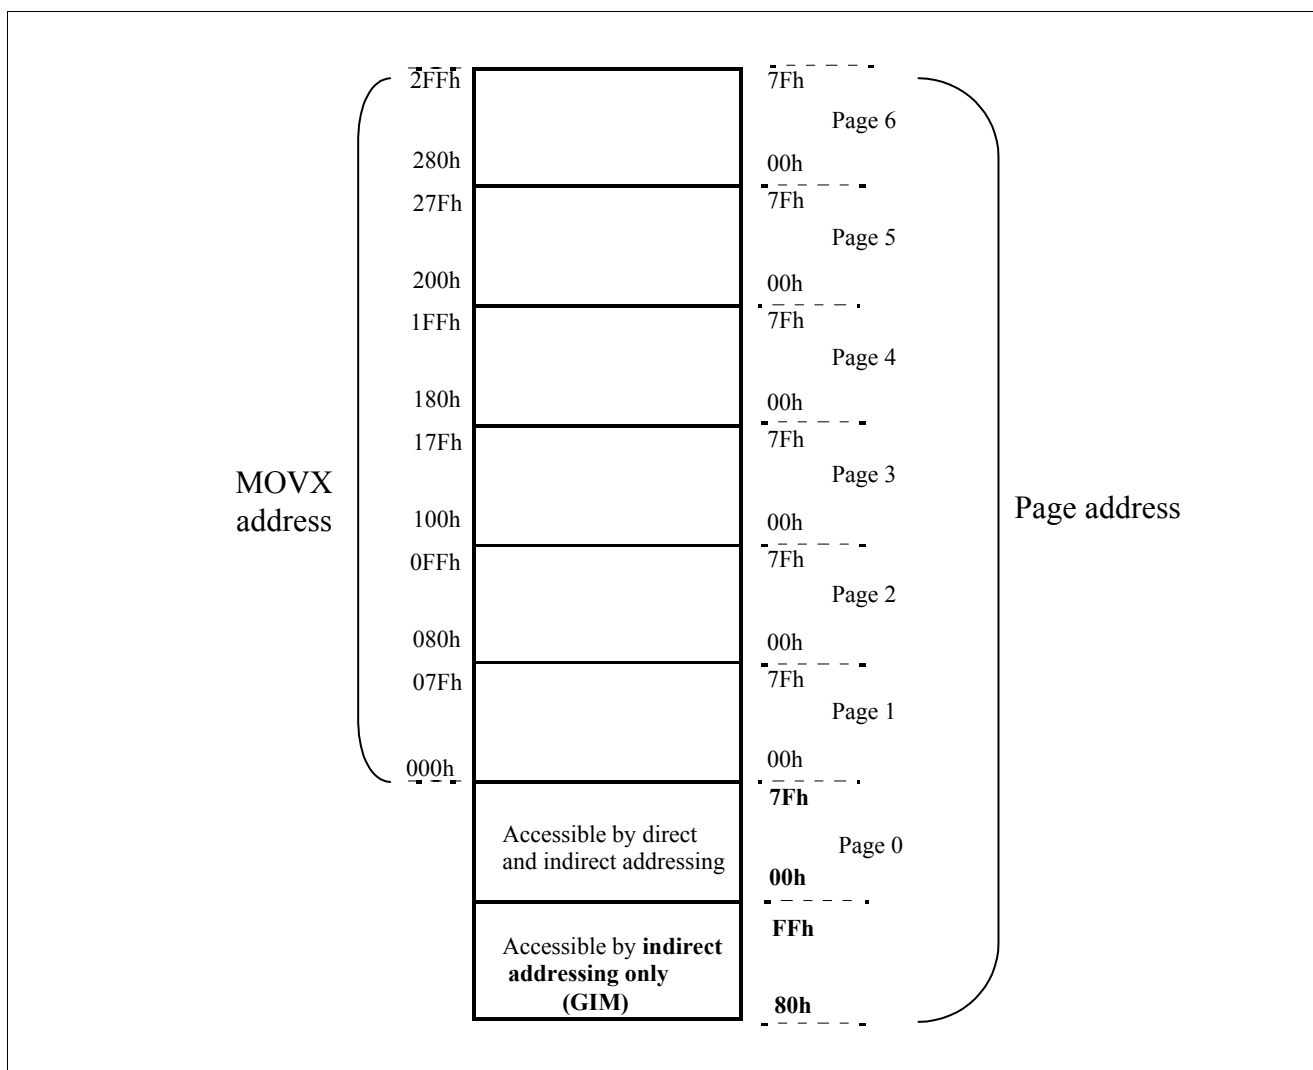 2FFh
7Fh
Page 6
280h
00h
27Fh
7Fh
Page 5
200h
00h
1FFh
7Fh
Page 4
180h
00h
17Fh
7Fh
Page 3
MOVX
address
Page address
100h
00h
0FFh
7Fh
Page 2
080h
00h
07Fh
7Fh
Page 1
000h
00h
7Fh
Accessible by direct
and indirect addressing
Page 0
00h
FFh
Accessible by indirect
addressing only
(GIM)
80h